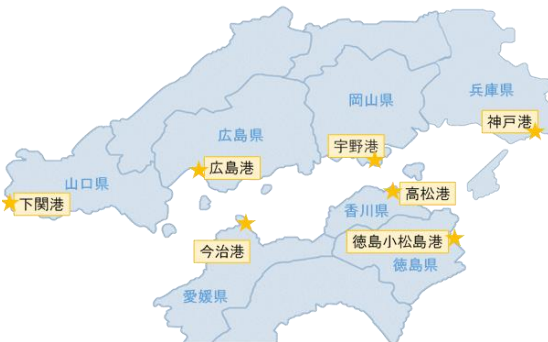 兵庫県
岡山県
神戸港
広島県
宇野港
広島港
山口県
高松港
下関港
香川県
徳島小松島港
今治港
徳島県
愛媛県